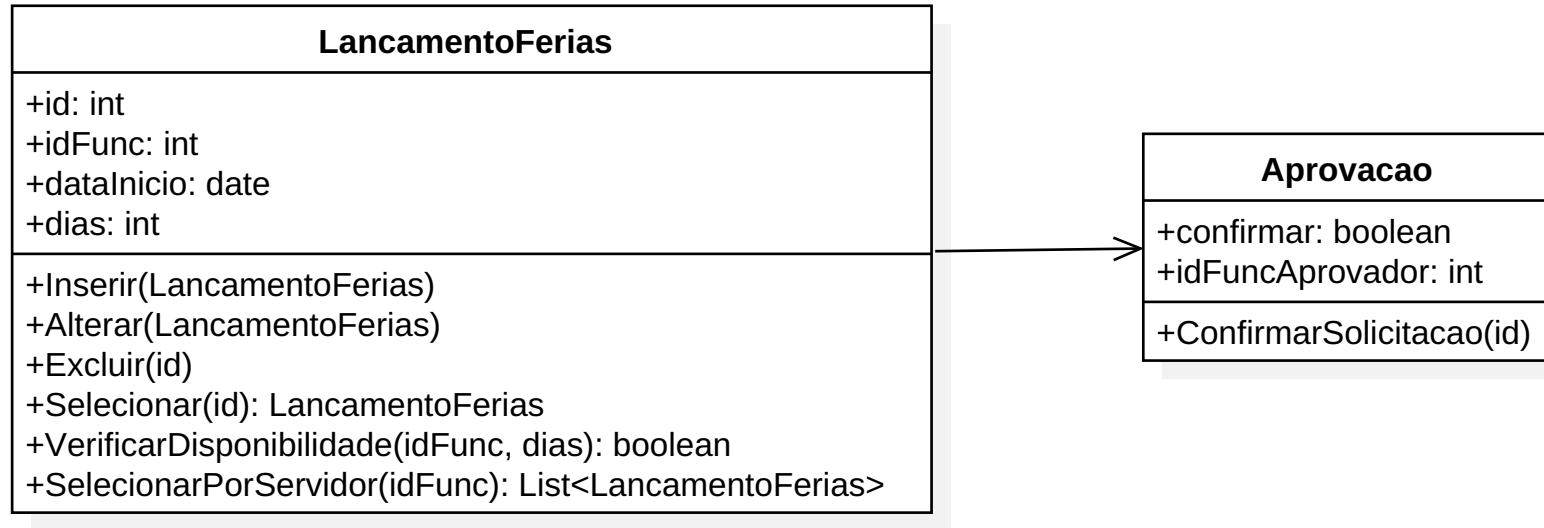 LancamentoFerias
+id: int
+idFunc: int
+dataInicio: date
+dias: int
+Inserir(LancamentoFerias)
+Alterar(LancamentoFerias)
+Excluir(id)
+Selecionar(id): LancamentoFerias
+VerificarDisponibilidade(idFunc, dias): boolean
+SelecionarPorServidor(idFunc): List<LancamentoFerias>
Aprovacao
+confirmar: boolean
+idFuncAprovador: int
+ConfirmarSolicitacao(id)